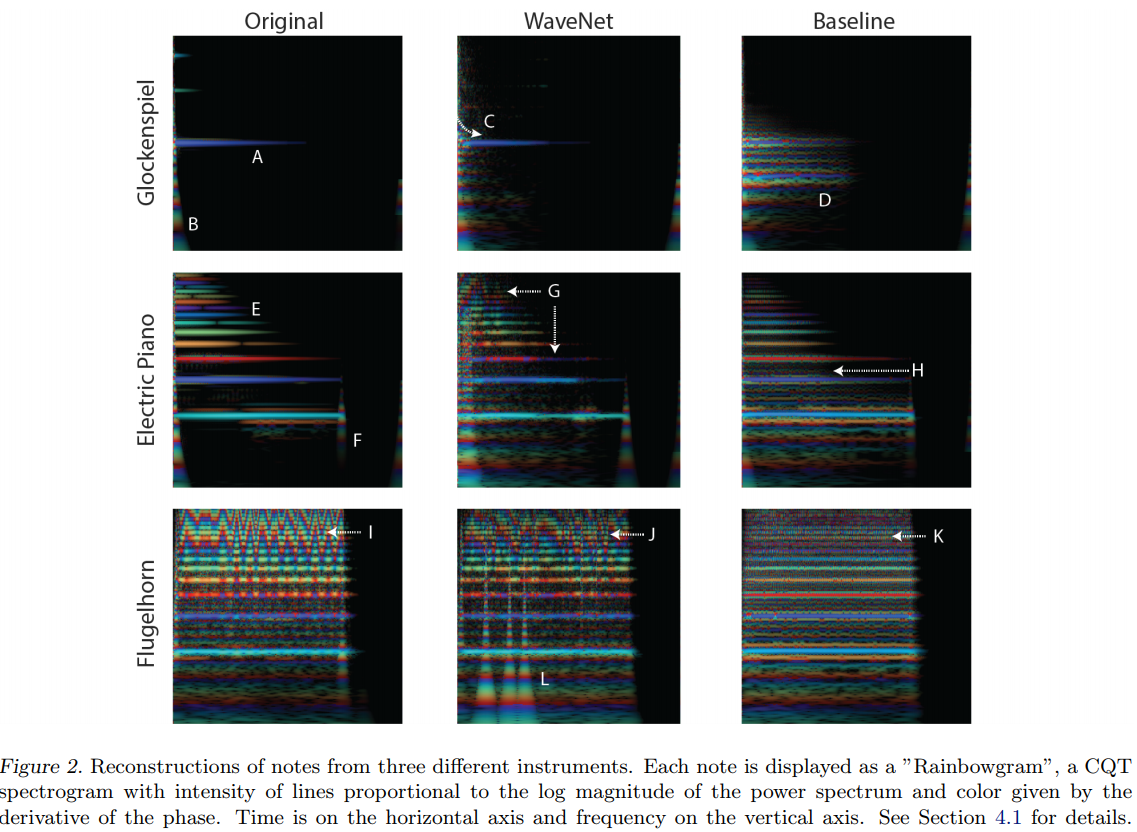 Original WaveNet Baseline
Glockenspiel
A
B
C
D
Electric Piano
E
F
G
H
Flugelhorn
I
J
K
L
Figure 2. Reconstructions of notes from three different instruments. Each note is displayed as a ”Rainbowgram”, a CQT
spectrogram with intensity of lines proportional to the log magnitude of the power spectrum and color given by the
derivative of the phase. Time is on the horizontal axis and frequency on the vertical axis. See Section 4.1 for details.